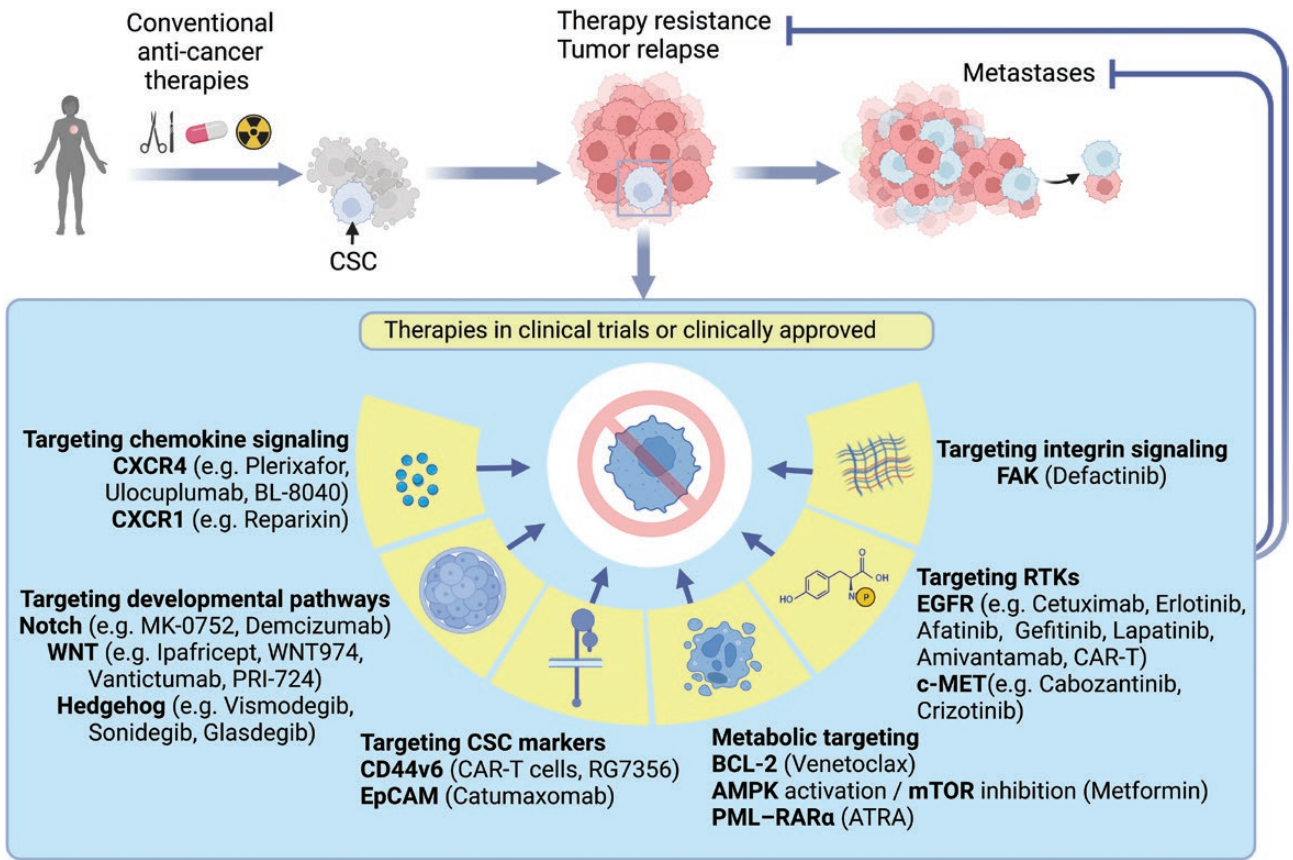 Conventional
anti-cancer
therapies
Therapy resistance
Tumor relapse
Metastases
CSC
Therapies in clinical trials or clinically approved
Targeting chemokine signaling
CXCR4 (e.g. Plerixafor,
Ulocuplumab, BL-8040)
CXCR1 (e.g. Reparixin)
Targeting developmental pathways
Notch (e.g. MK-0752, Demcizumab)
WNT (e.g. Ipafricept, WNT974,
Vantictumab, PRI-724)
Hedgehog (e.g. Vismodegib,
Sonidegib, Glasdegib)
Targeting CSC markers
CD44v6 (CAR-T cells, RG7356)
EpCAM (Catumaxomab)
Metabolic targeting
BCL-2 (Venetoclax)
AMPK activation / mTOR inhibition (Metformin)
PML–RARα (ATRA)
Targeting RTKs
EGFR (e.g. Cetuximab, Erlotinib,
Afatinib, Gefitinib, Lapatinib,
Amivantamab, CAR-T)
c-MET(e.g. Cabozantinib,
Crizotinib)
Targeting integrin signaling
FAK (Defactinib)
O
OH
HO
N
P